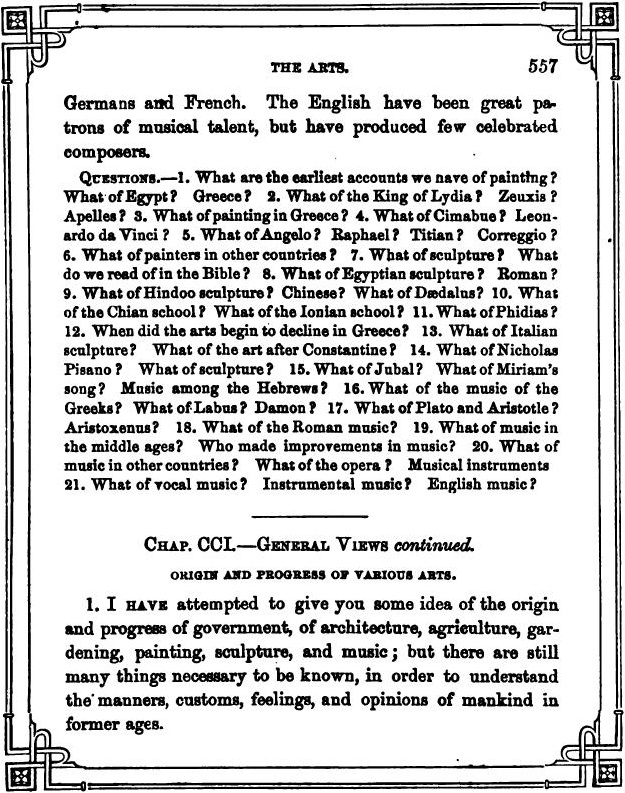 THE ARTS. 557
Germans and French. The English have been great pa-
trons of musical talent, but have produced few celebrated
composers.
QUESTIONS.—1. What are the earliest accounts we have of painting?
What of Egypt? Greece? 2. What of the King of Lydia? Zeuxis?
Apelles? 3. What of painting in Greece? 4. What of Cimabue? Leon-
ardo da Vinci? 5. What of Angelo? Raphael? Titian? Correggio?
6. What of painters in other countries? 7. What of sculpture? What
do we read of in the Bible? 8. What of Egyptian sculpture? Roman?
9. What of Hindoo sculpture? Chinese? What of Dædalus? 10. What
of the Chian school? What of the Ionian school? 11. What of Phidias?
12. When did the arts begin to decline in Greece? 13. What of Italian
sculpture? What of the art after Constantine? 14. What of Nicholas
Pisano? What of sculpture? 15. What of Jubal? What of Miriam's
song? Music among the Hebrews? 16. What of the music of the
Greeks? What of Labus? Damon? 17. What of Plato and Aristotle?
Aristoxenus? 18. What of the Roman music? 19. What of music in
the middle ages? Who made improvements in music? 20. What of
music in other countries? What of the opera? Musical instruments
21. What of vocal music? Instrumental music? English music?
CHAP. CCI.—GENERAL VIEWS continued.
ORIGIN AND PROGRESS OF VARIOUS ARTS.
1. I HAVE attempted to give you some idea of the origin
and progress of government, of architecture, agriculture, gar-
dening, painting, sculpture, and music; but there are still
many things necessary to be known, in order to understand
the manners, customs, feelings, and opinions of mankind in
former ages.